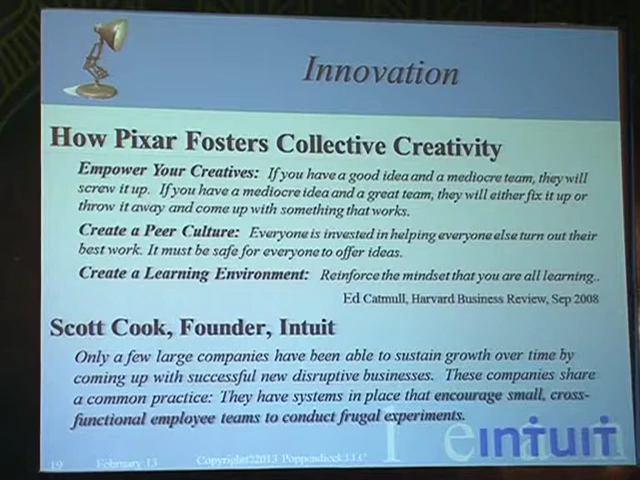 Innovation
How Pixar Fosters Collective Creativity
Empower Your Creatives: If you have a good idea and a mediocre team, they will
screw it up. If you have a mediocre idea and a great team, they will either fix it up or
throw it away and come up with something that works.
Create a Peer Culture: Everyone is invested in helping everyone else turn out their
best work. It must be safe for everyone to offer ideas.
Create a Learning Environment: Reinforce the mindset that you are all learning..
Ed Catmull, Harvard Business Review, Sep 2008
Scott Cook, Founder, Intuit
Only a few large companies have been able to sustain growth over time by
coming up with successful new disruptive businesses. These companies share
a common practice: They have systems in place that encourage small, cross-
functional employee teams to conduct frugal experiments.
19 February 13 Copyright©2013 Poppendieck.LLC
l e a n
INTUIT